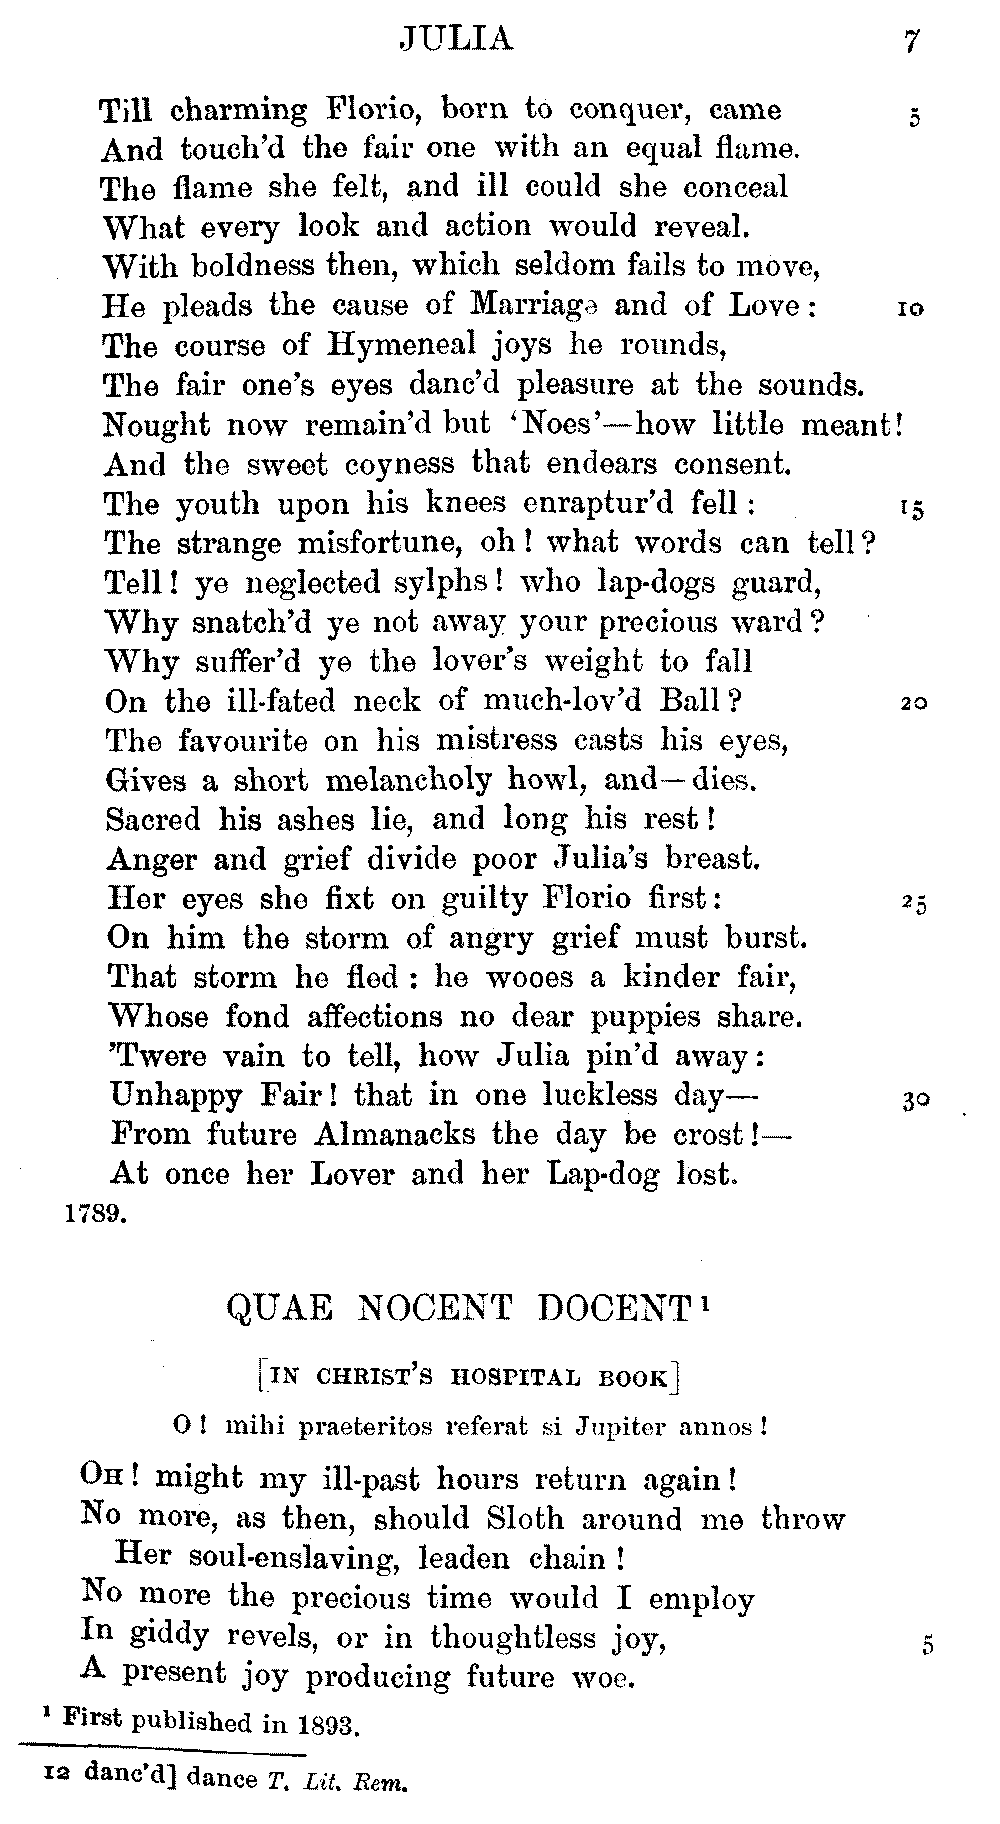 JULIA 7
Till charming Florio, born to conquer, came 5
And touch'd the fair one with an equal flame.
The flame she felt, and ill could she conceal
What every look and action would reveal.
With boldness then, which seldom fails to move,
He pleads the cause of Marriage and of Love: 10
The course of Hymeneal joys he rounds,
The fair one's eyes danc'd pleasure at the sounds.
Nought now remain'd but 'Noes'—how little meant!
And the sweet coyness that endears consent.
The youth upon his knees enraptur'd fell: 15
The strange misfortune, oh! what words can tell?
Tell! ye neglected sylphs! who lap-dogs guard,
Why snatch'd ye not away your precious ward?
Why suffer'd ye the lover's weight to fall
On the ill-fated neck of much-lov'd Ball? 20
The favourite on his mistress casts his eyes,
Gives a short melancholy howl, and—dies.
Sacred his ashes lie, and long his rest!
Anger and grief divide poor Julia's breast.
Her eyes she fixt on guilty Florio first: 25
On him the storm of angry grief must burst.
That storm he fled: he wooes a kinder fair,
Whose fond affections no dear puppies share.
'Twere vain to tell, how Julia pin'd away:
Unhappy Fair! that in one luckless day— 30
From future Almanacks the day be crost!—
At once her Lover and her Lap-dog lost.
1789.
QUAE NOCENT DOCENT¹
[IN CHRIST'S HOSPITAL BOOK]
O! mihi praeteritos referat si Jupiter annos!
OH! might my ill-past hours return again!
No more, as then, should Sloth around me throw
Her soul-enslaving, leaden chain!
No more the precious time would I employ
In giddy revels, or in thoughtless joy, 5
A present joy producing future woe.
¹ First published in 1893.
12 danc'd] dance T. Lit. Rem.